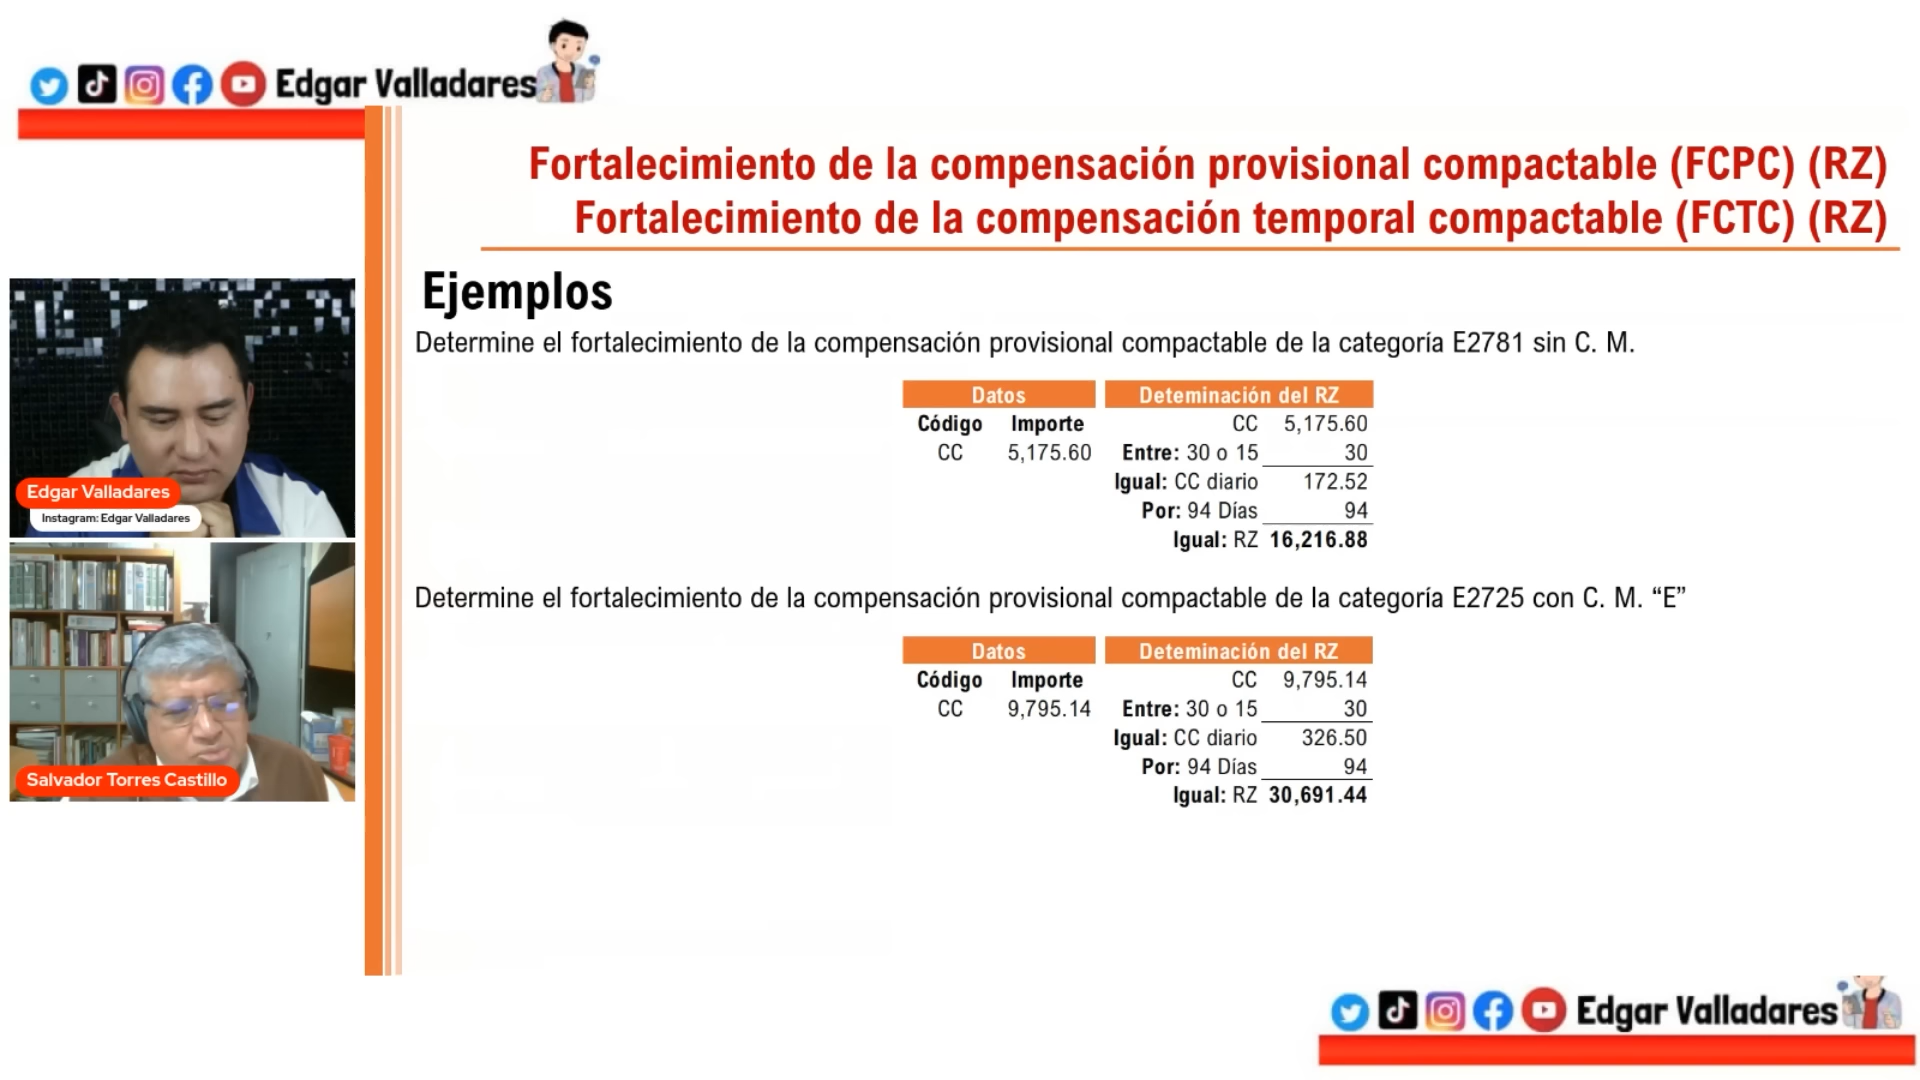 Edgar Valladares
Fortalecimiento de la compensación provisional compactable (FCPC) (RZ)
Fortalecimiento de la compensación temporal compactable (FCTC) (RZ)
Ejemplos
Determine el fortalecimiento de la compensación provisional compactable de la categoría E2781 sin C. M.
Datos Deteminación del RZ
Código Importe CC 5,175.60
CC 5,175.60 Entre: 30 o 15 30
Igual: CC diario 172.52
Por: 94 Días 94
Igual: RZ 16,216.88
Edgar Valladares
Instagram: Edgar Valladares
Determine el fortalecimiento de la compensación provisional compactable de la categoría E2725 con C. M. “E”
Datos Deteminación del RZ
Código Importe CC 9,795.14
CC 9,795.14 Entre: 30 o 15 30
Igual: CC diario 326.50
Por: 94 Días 94
Igual: RZ 30,691.44
Salvador Torres Castillo
Edgar Valladares